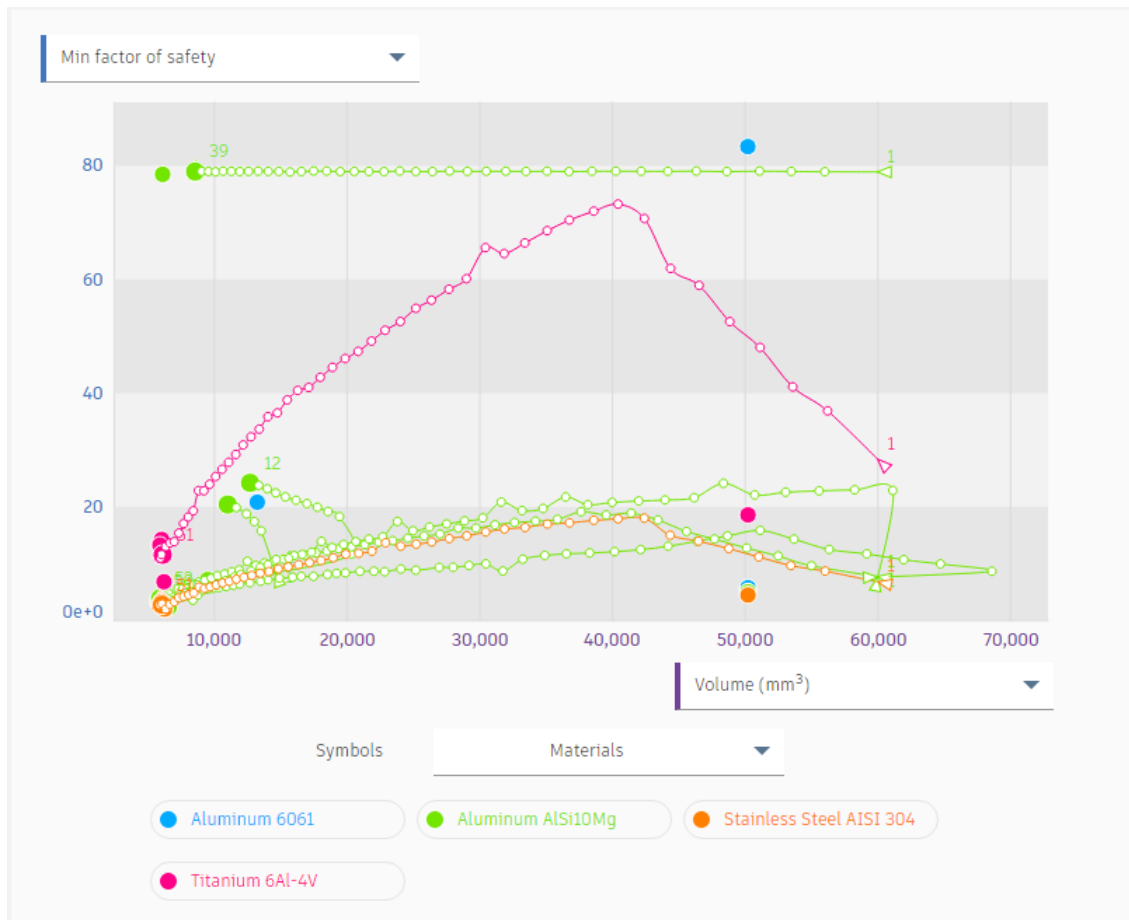 Min factor of safety
80
39
1
60
40
1
12
20
31
1
0e+0
10,000
20,000
30,000
40,000
50,000
60,000
70,000
Volume (mm³)
Symbols
Materials
Aluminum 6061
Aluminum AlSi10Mg
Stainless Steel AISI 304
Titanium 6Al-4V